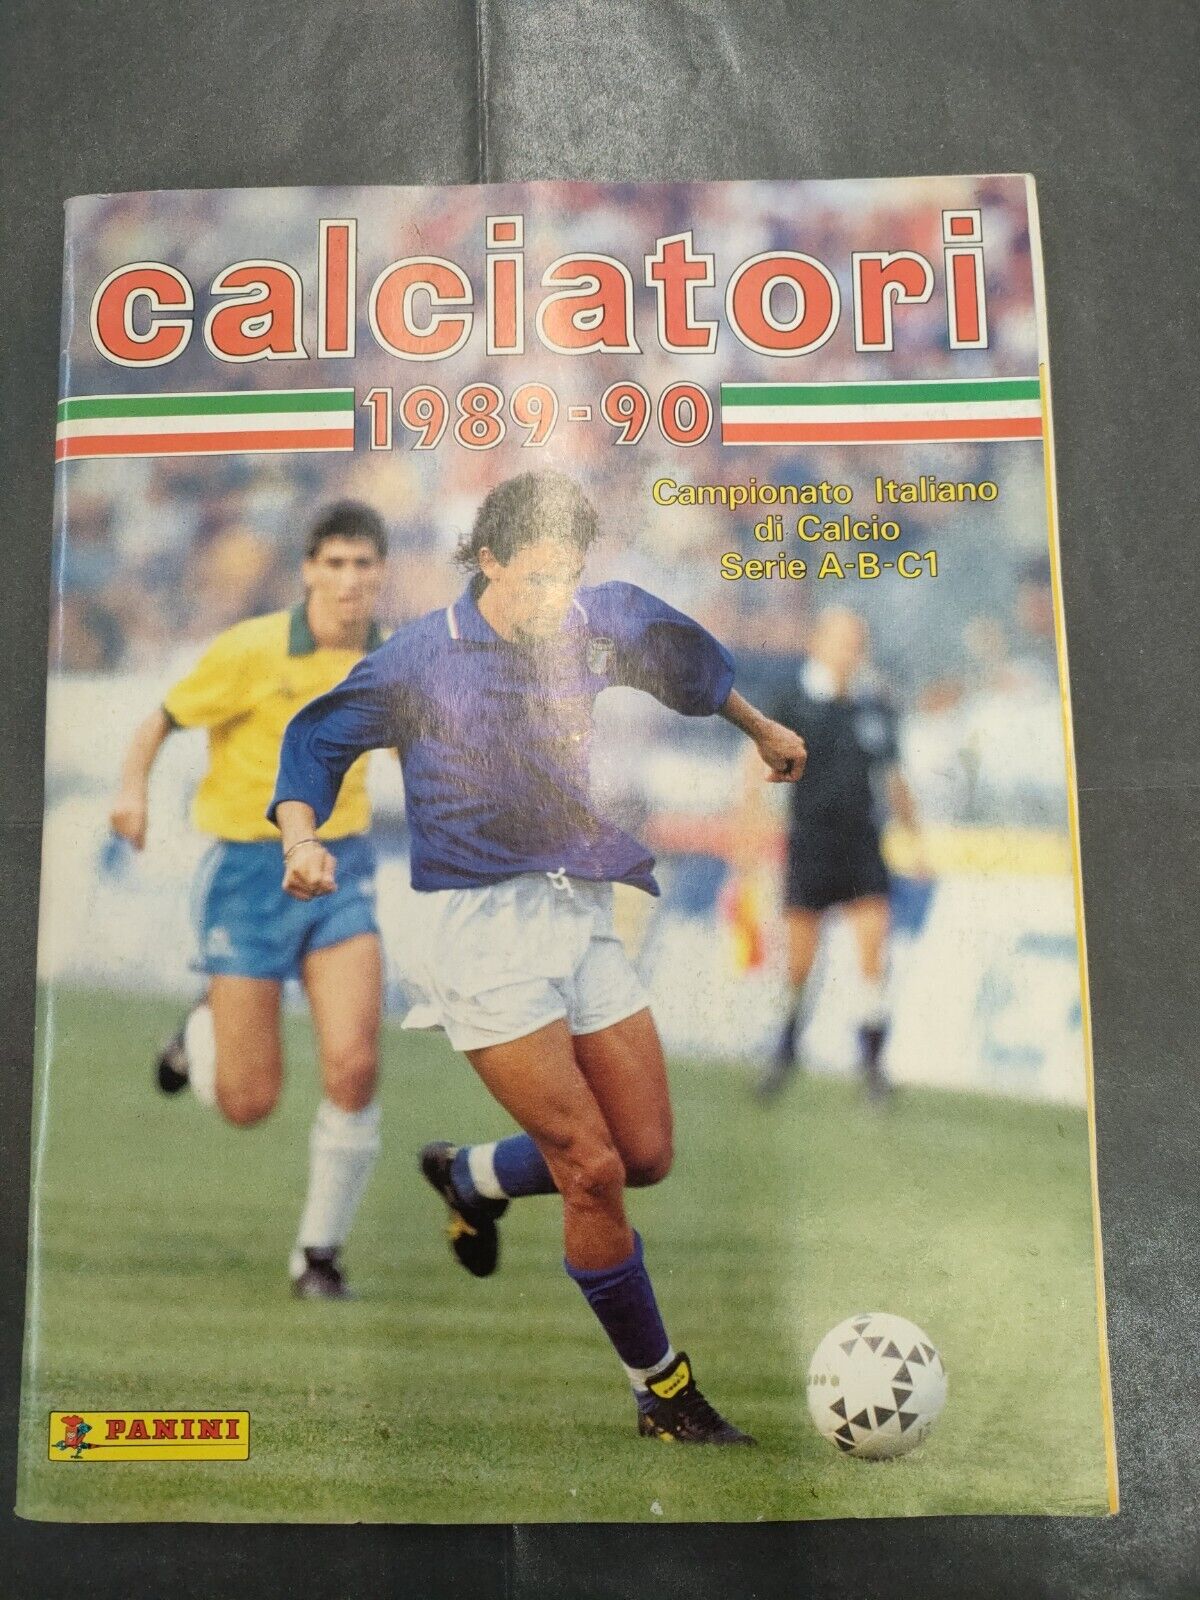 calciatori
1989-90
Campionato Italiano
di Calcio
Serie A-B-C1
PANINI